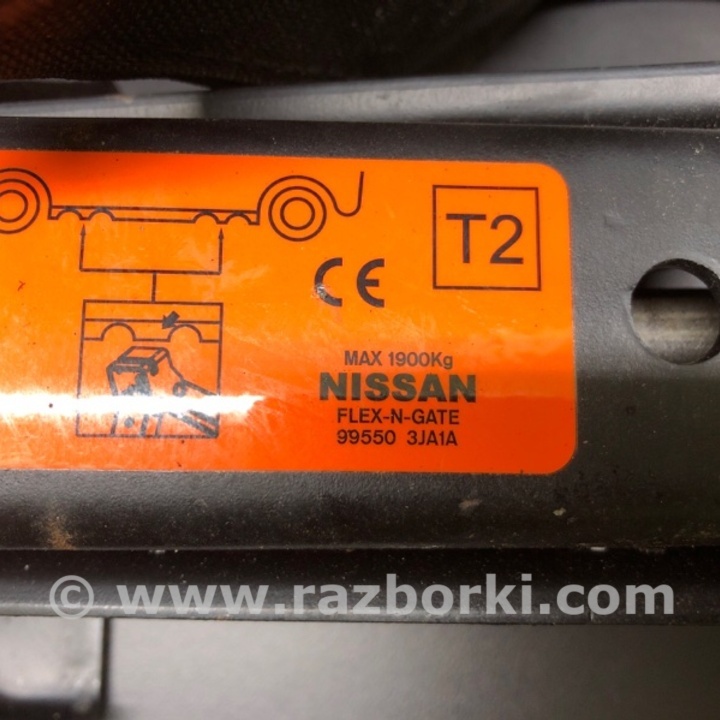 T2
CE
MAX 1900Kg
NISSAN
FLEX-N-GATE
99550 3JA1A
© www.razborki.com